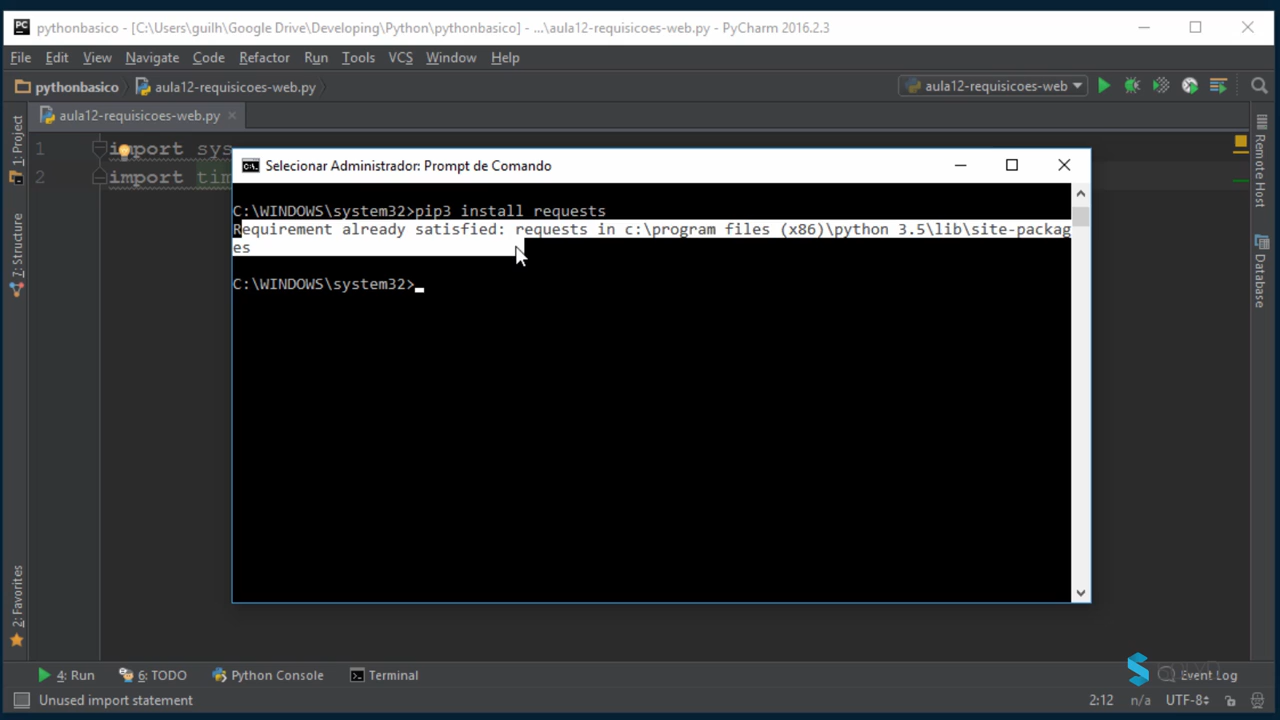 pythonbasico - [C:\Users\guilh\Google Drive\Developing\Python\pythonbasico] - ...\aula12-requisicoes-web.py - PyCharm 2016.2.3
File Edit View Navigate Code Refactor Run Tools VCS Window Help
pythonbasico aula12-requisicoes-web.py aula12-requisicoes-web
aula12-requisicoes-web.py
1 import sys
2 import tim
1: Project
7: Structure
2: Favorites
Remote Host
Database
Selecionar Administrador: Prompt de Comando
C:\WINDOWS\system32>pip3 install requests
Requirement already satisfied: requests in c:\program files (x86)\python 3.5\lib\site-packag
es
C:\WINDOWS\system32>
4: Run 6: TODO Python Console Terminal Event Log
Unused import statement 2:12 n/a UTF-8